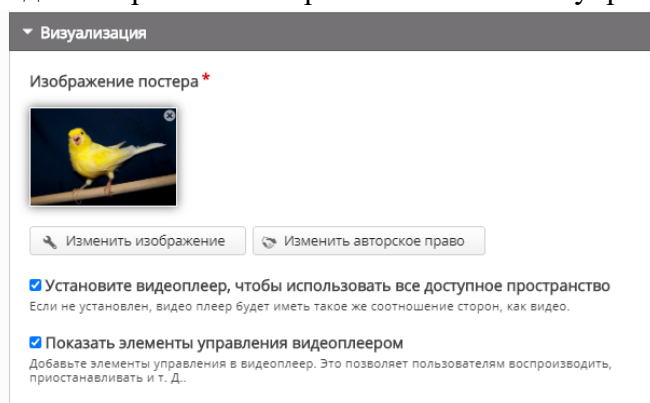 Визуализация
Изображение постера *
Изменить изображение
Изменить авторское право
Установите видеоплеер, чтобы использовать все доступное пространство
Если не установлен, видео плеер будет иметь такое же соотношение сторон, как видео.
Показать элементы управления видеоплеером
Добавьте элементы управления в видеоплеер. Это позволяет пользователям воспроизводить,
приостанавливать и т. Д..